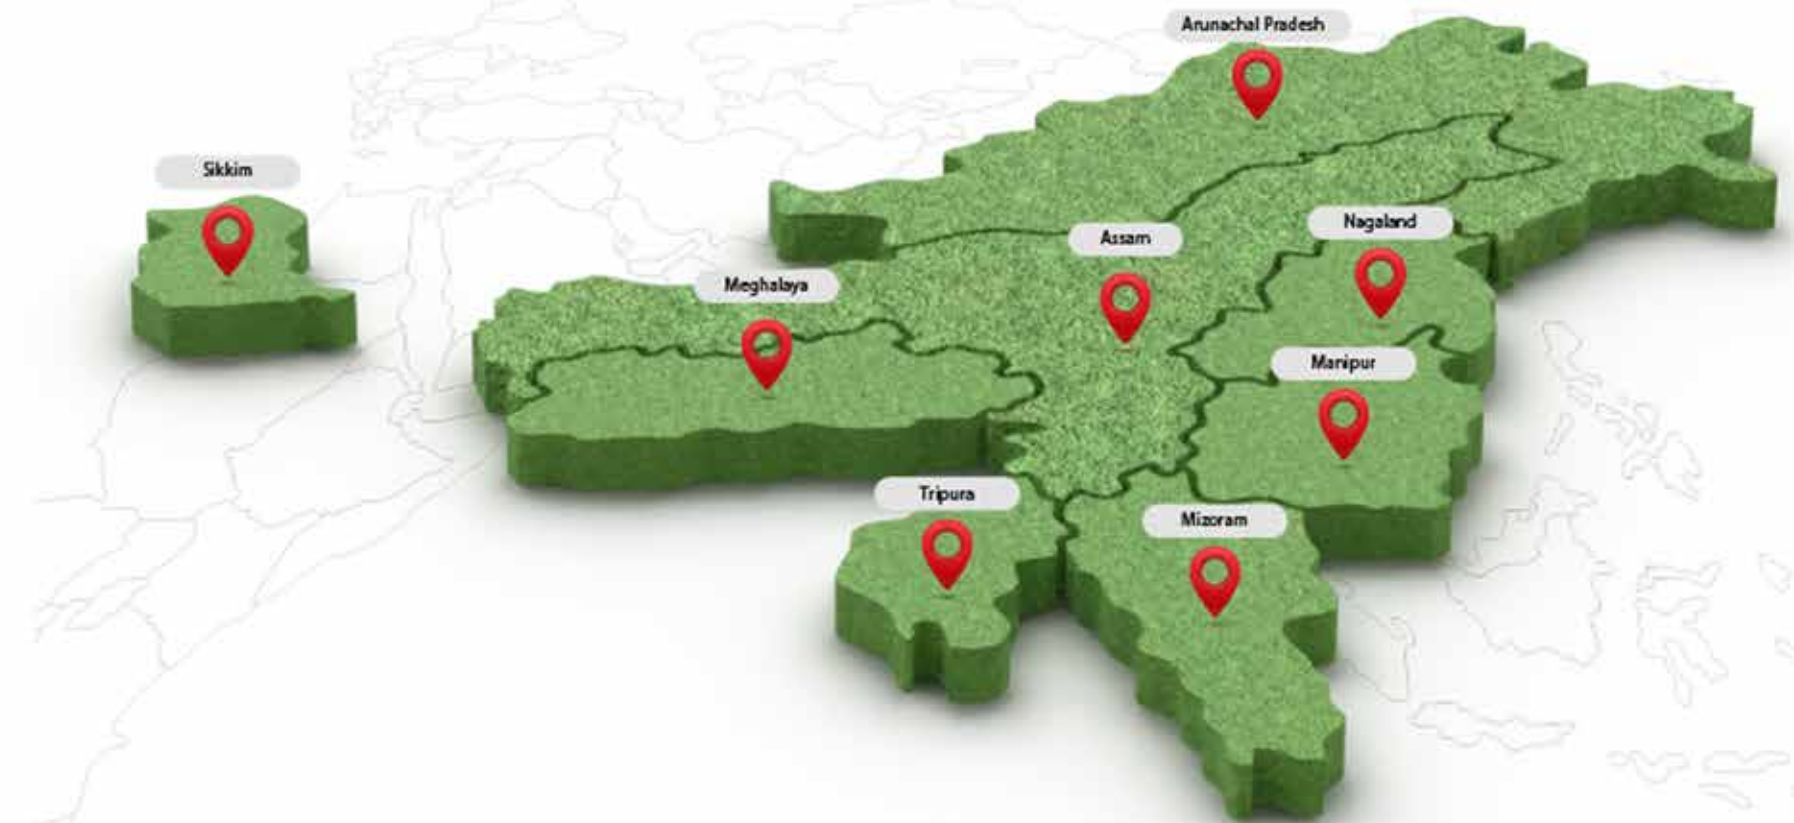 Arunachal Pradesh
Sikkim
Nagaland
Assam
Meghalaya
Manipur
Tripura
Mizoram